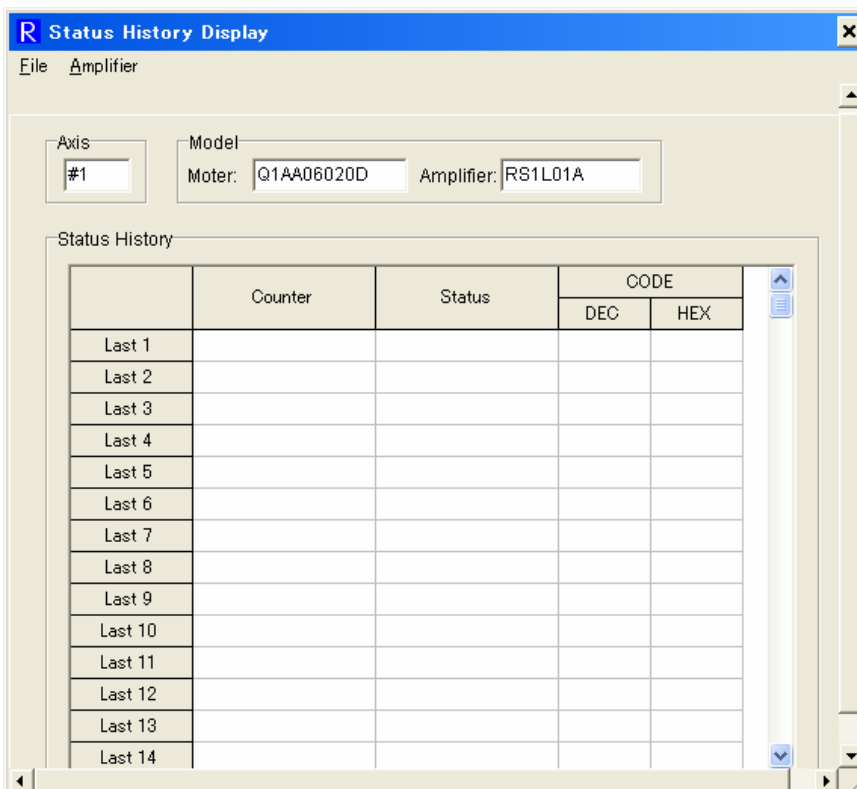 R Status History Display
File Amplifier
Axis Model
#1 Moter: Q1AA06020D Amplifier: RS1L01A
Status History
Counter Status CODE
DEC HEX
Last 1
Last 2
Last 3
Last 4
Last 5
Last 6
Last 7
Last 8
Last 9
Last 10
Last 11
Last 12
Last 13
Last 14